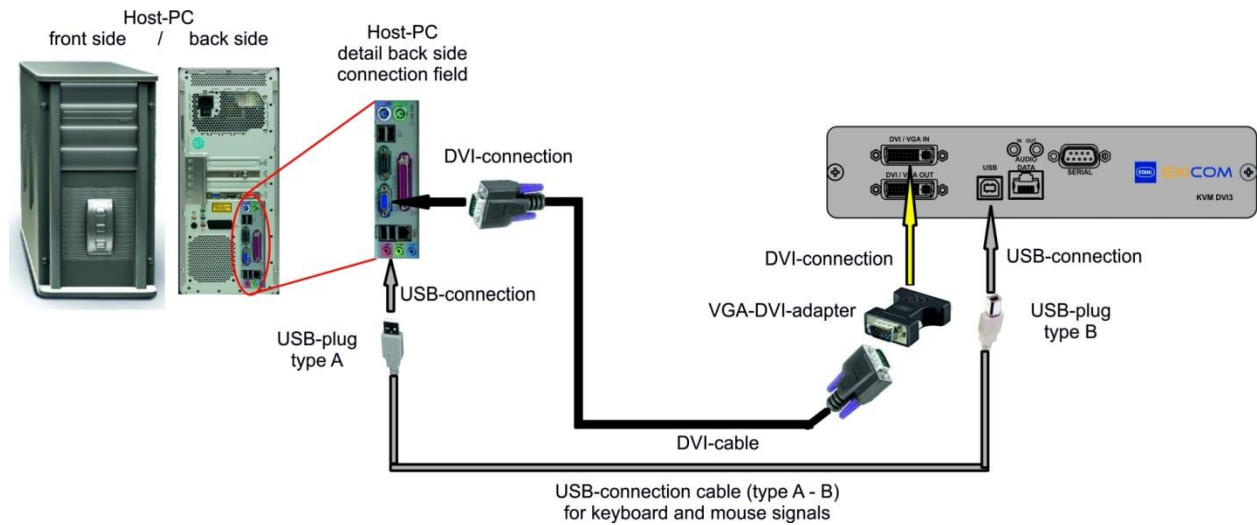 Host-PC
front side / back side
Host-PC
detail back side
connection field
DVI-connection
USB-connection
USB-plug
type A
DVI / VGA IN
DVI / VGA OUT
USB
IN OUT
AUDIO
DATA
SERIAL
STAHL
EXICOM
KVM DVI3
DVI-connection
USB-connection
VGA-DVI-adapter
USB-plug
type B
DVI-cable
USB-connection cable (type A - B)
for keyboard and mouse signals